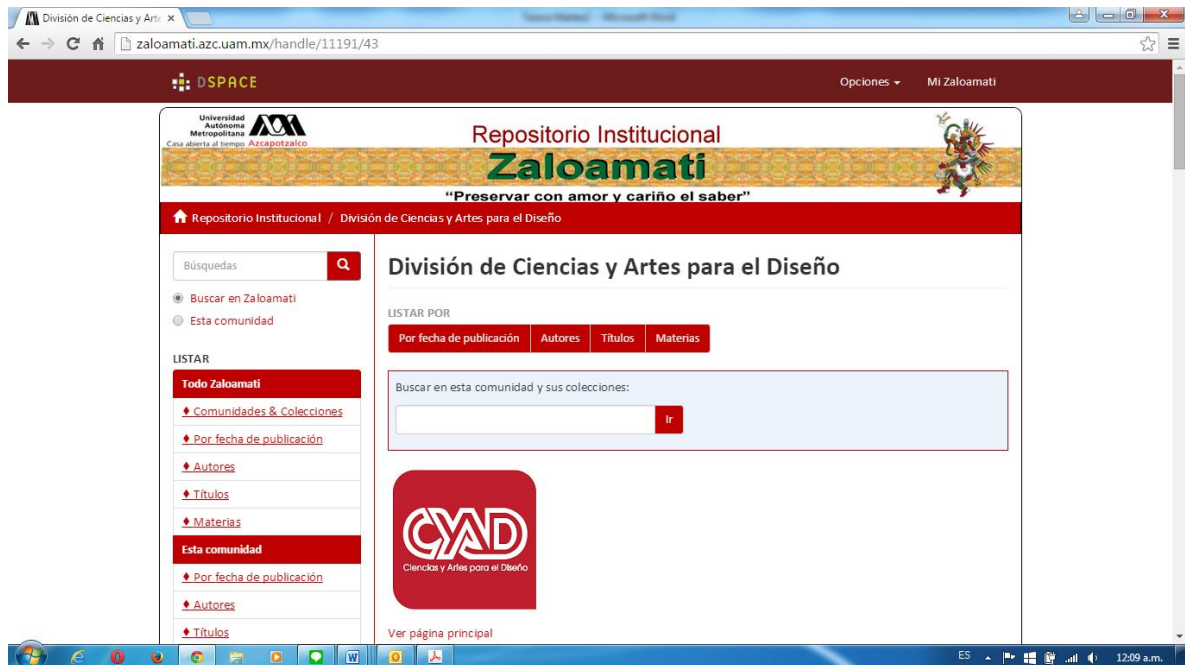 División de Ciencias y Arte
zaloamati.azc.uam.mx/handle/11191/43
DSPACE
Opciones
Mi Zaloamati
Universidad
Autónoma
Metropolitana
Casa abierta al tiempo Azcapotzalco
Repositorio Institucional
Zaloamati
“Preservar con amor y cariño el saber”
Repositorio Institucional / División de Ciencias y Artes para el Diseño
Búsquedas
Buscar en Zaloamati
Esta comunidad
LISTAR
Todo Zaloamati
Comunidades & Colecciones
Por fecha de publicación
Autores
Títulos
Materias
Esta comunidad
Por fecha de publicación
Autores
Títulos
División de Ciencias y Artes para el Diseño
LISTAR POR
Por fecha de publicación Autores Títulos Materias
Buscar en esta comunidad y sus colecciones:
Ir
CYAD
Ciencias y Artes para el Diseño
Ver página principal
ES
12:09 a.m.